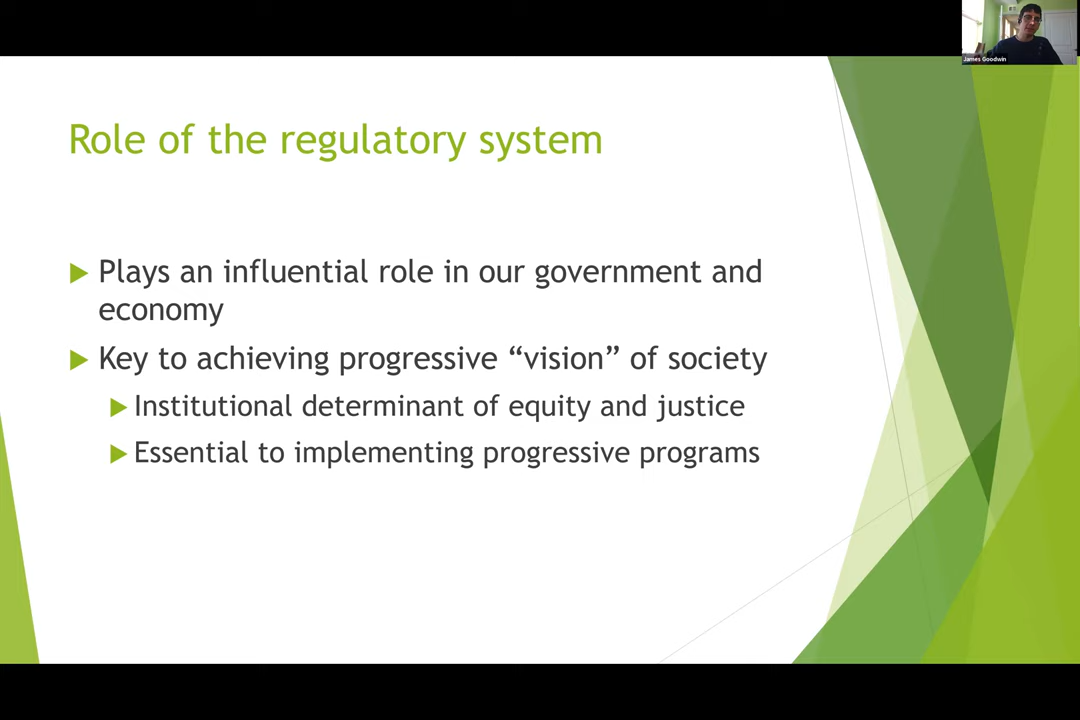 James Goodwin
Role of the regulatory system
Plays an influential role in our government and
economy
Key to achieving progressive “vision” of society
Institutional determinant of equity and justice
Essential to implementing progressive programs